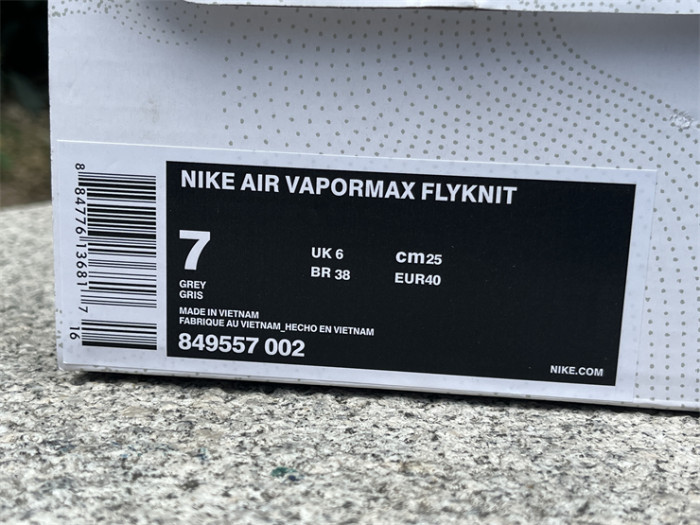 NIKE AIR VAPORMAX FLYKNIT
7
UK 6
cm25
BR 38
EUR40
GREY
GRIS
MADE IN VIETNAM
FABRIQUE AU VIETNAM_HECHO EN VIETNAM
849557 002
NIKE.COM
8 84776 13681 7
16